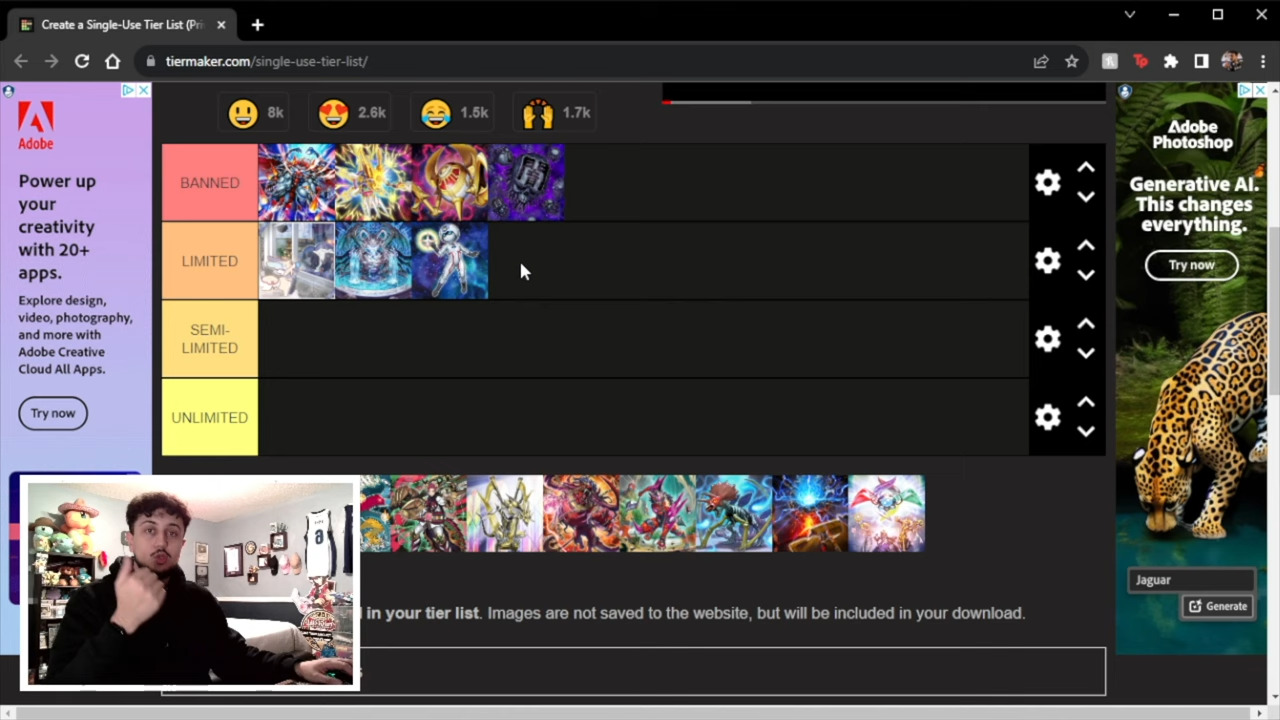 Create a Single-Use Tier List (Pri
tiermaker.com/single-use-tier-list/
8k
2.6k
1.5k
1.7k
Adobe
Power up
your
creativity
with 20+
apps.
Explore design,
video, photography,
and more with
Adobe Creative
Cloud All Apps.
Try now
BANNED
LIMITED
SEMI-
LIMITED
UNLIMITED
Adobe
Photoshop
Generative AI.
This changes
everything.
Try now
Jaguar
Generate
in your tier list. Images are not saved to the website, but will be included in your download.